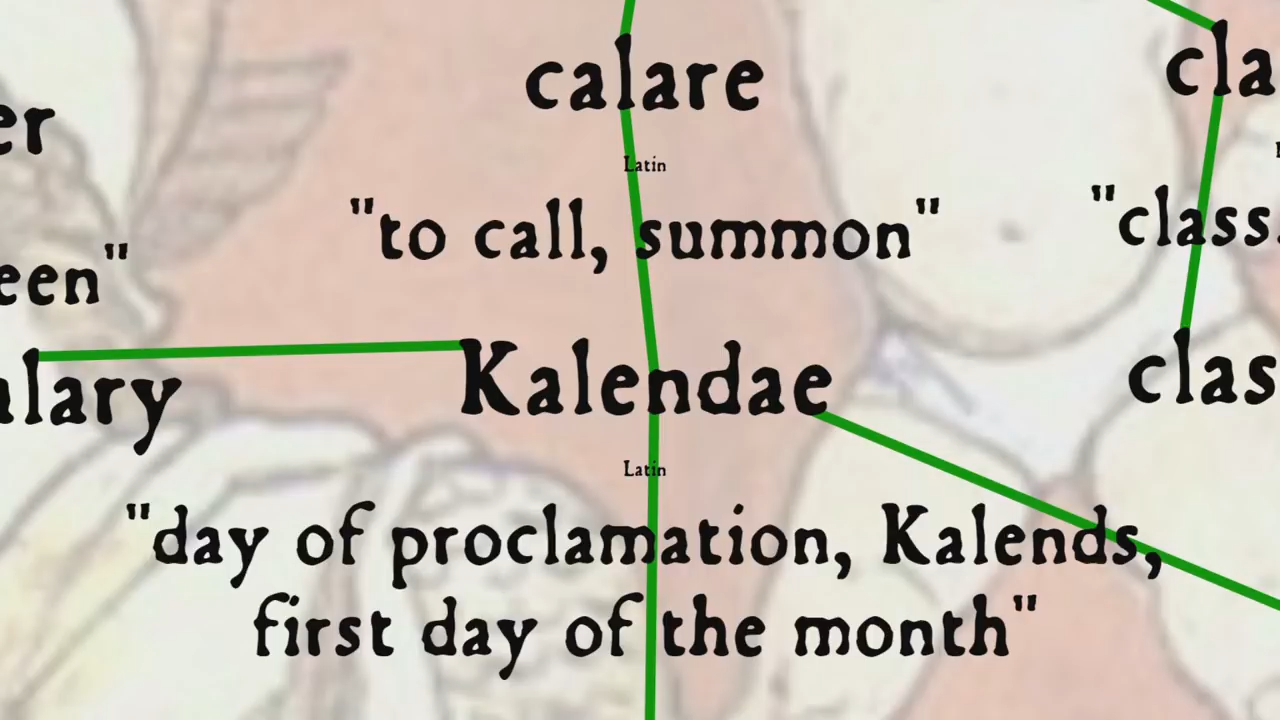 calare
Latin
"to call, summon"
Kalendae
Latin
"day of proclamation, Kalends,
first day of the month"